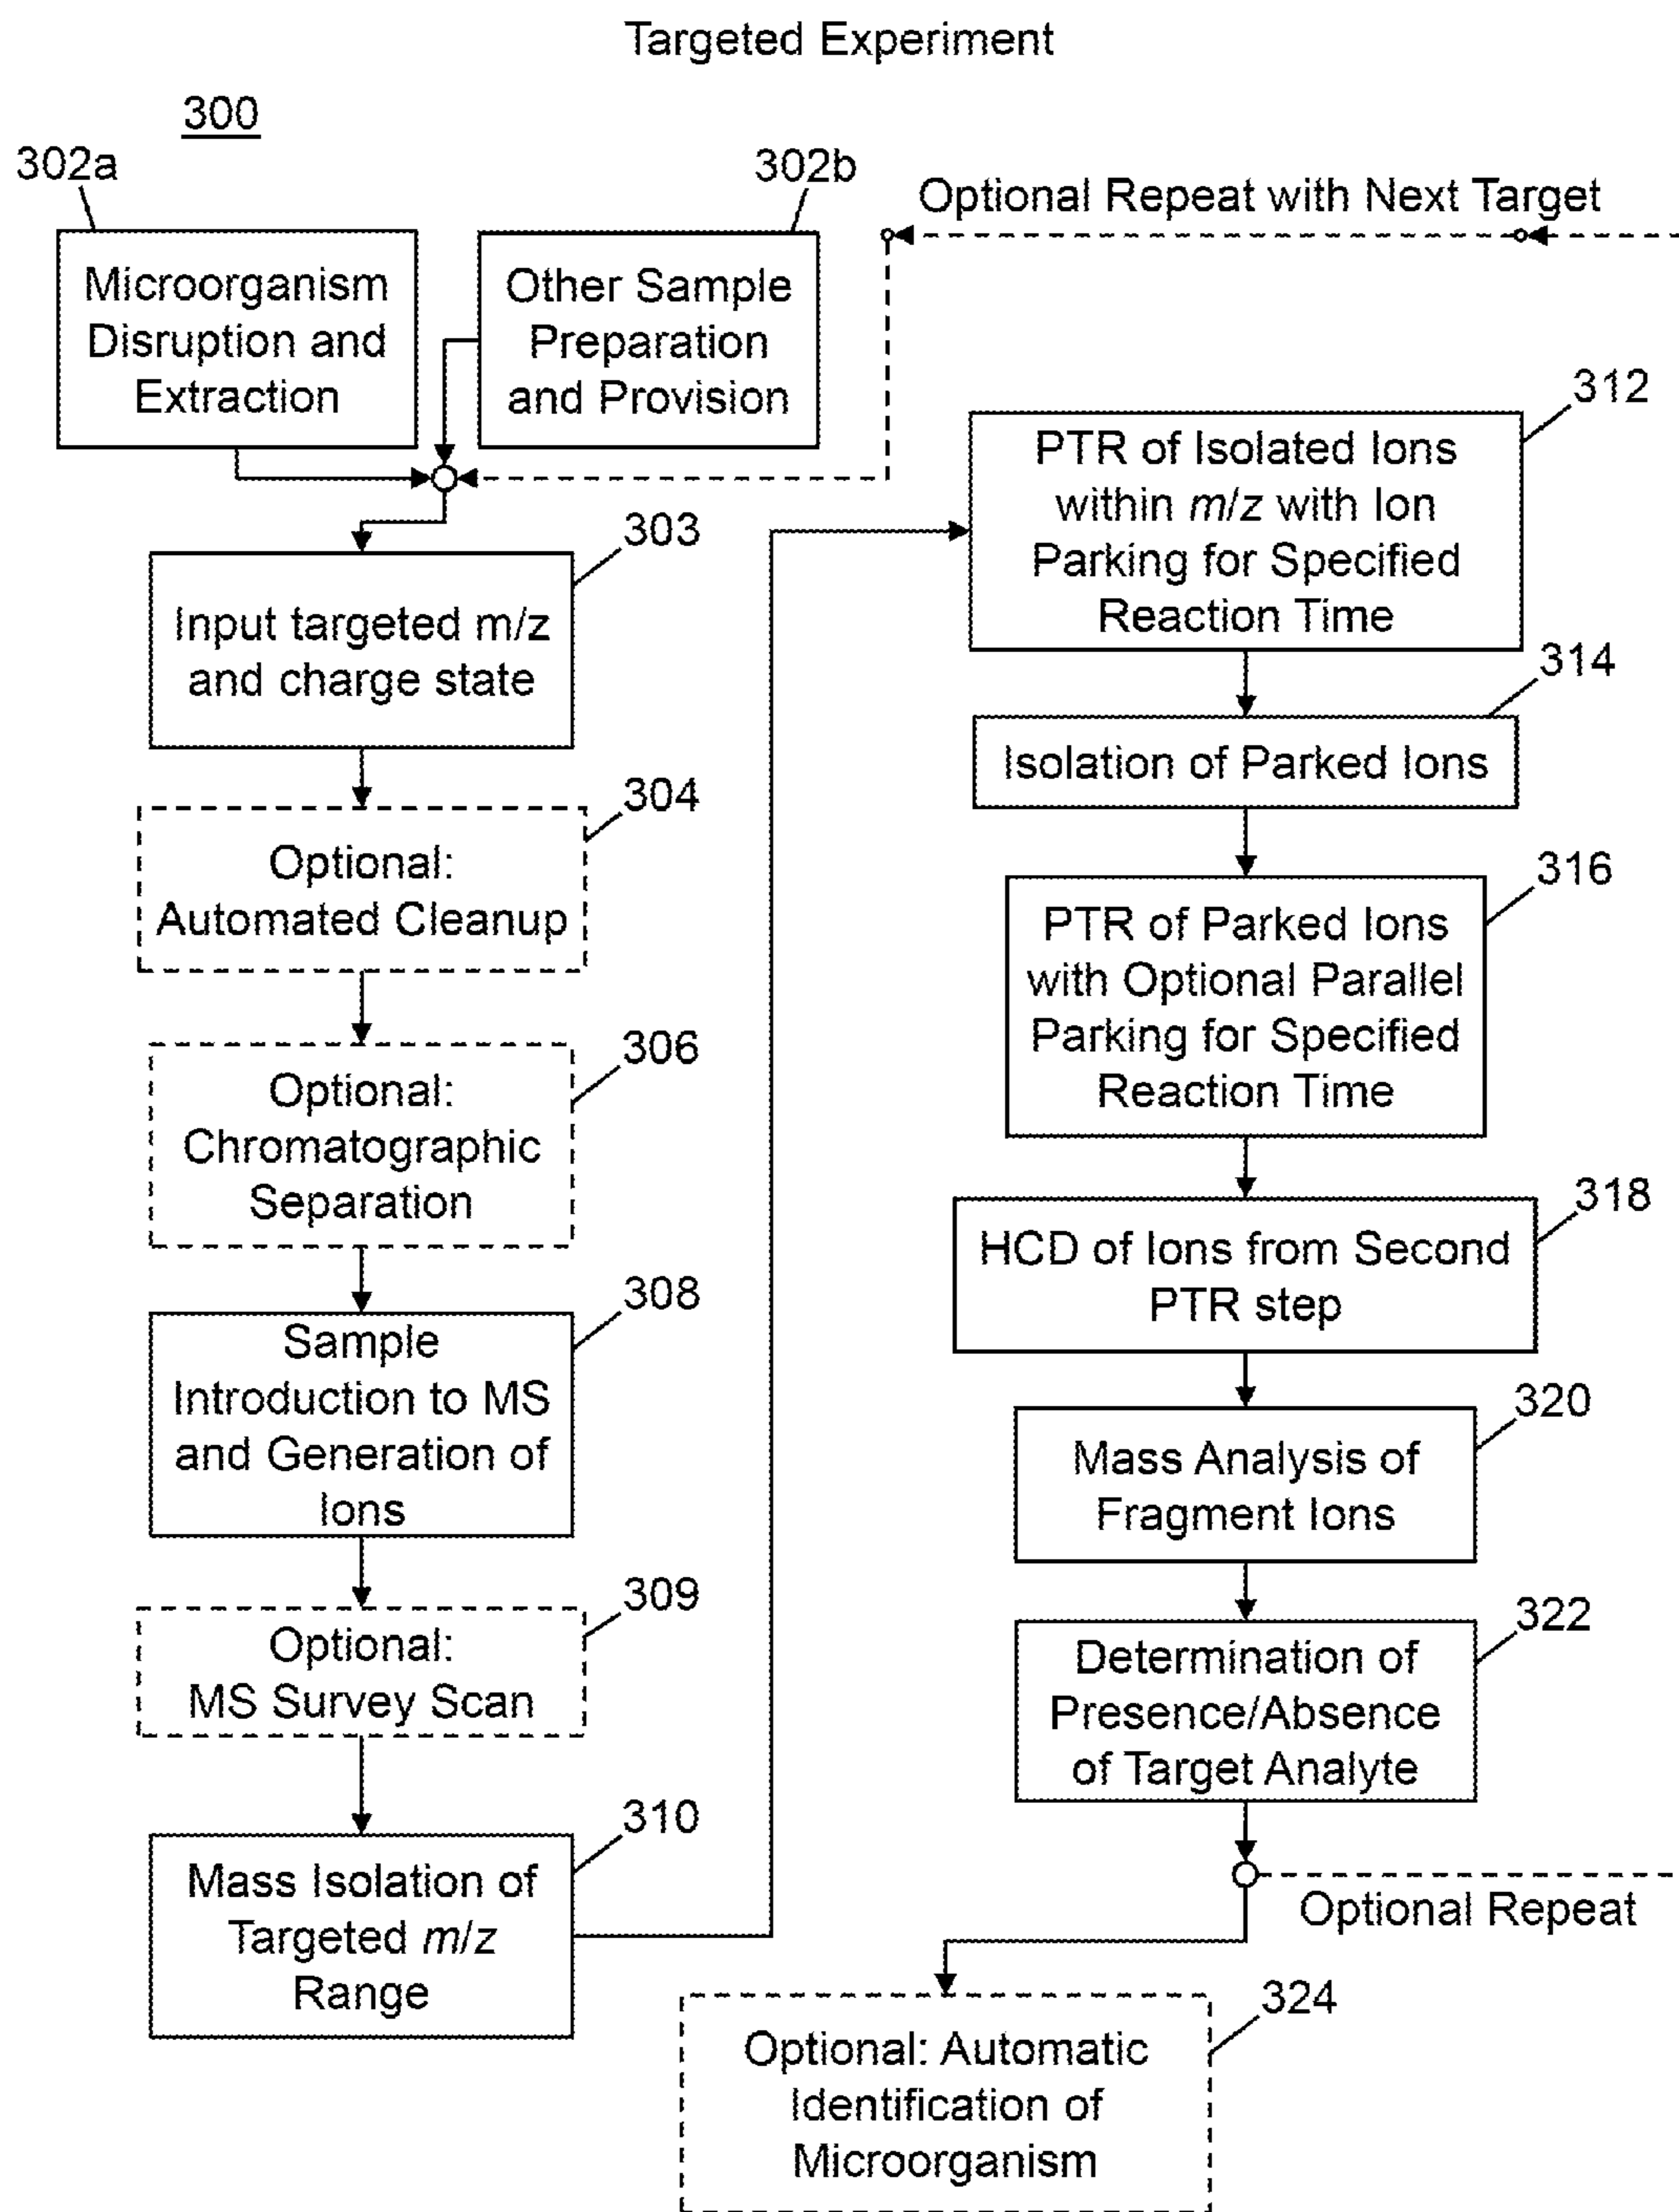 Targeted Experiment
300
302a
302b
Microorganism
Disruption and
Extraction
Other Sample
Preparation
and Provision
Optional Repeat with Next Target
303
Input targeted m/z
and charge state
304
Optional:
Automated Cleanup
306
Optional:
Chromatographic
Separation
308
Sample
Introduction to MS
and Generation of
Ions
309
Optional:
MS Survey Scan
310
Mass Isolation of
Targeted m/z
Range
312
PTR of Isolated Ions
within m/z with Ion
Parking for Specified
Reaction Time
314
Isolation of Parked Ions
316
PTR of Parked Ions
with Optional Parallel
Parking for Specified
Reaction Time
318
HCD of Ions from Second
PTR step
320
Mass Analysis of
Fragment Ions
322
Determination of
Presence/Absence
of Target Analyte
Optional Repeat
324
Optional: Automatic
Identification of
Microorganism